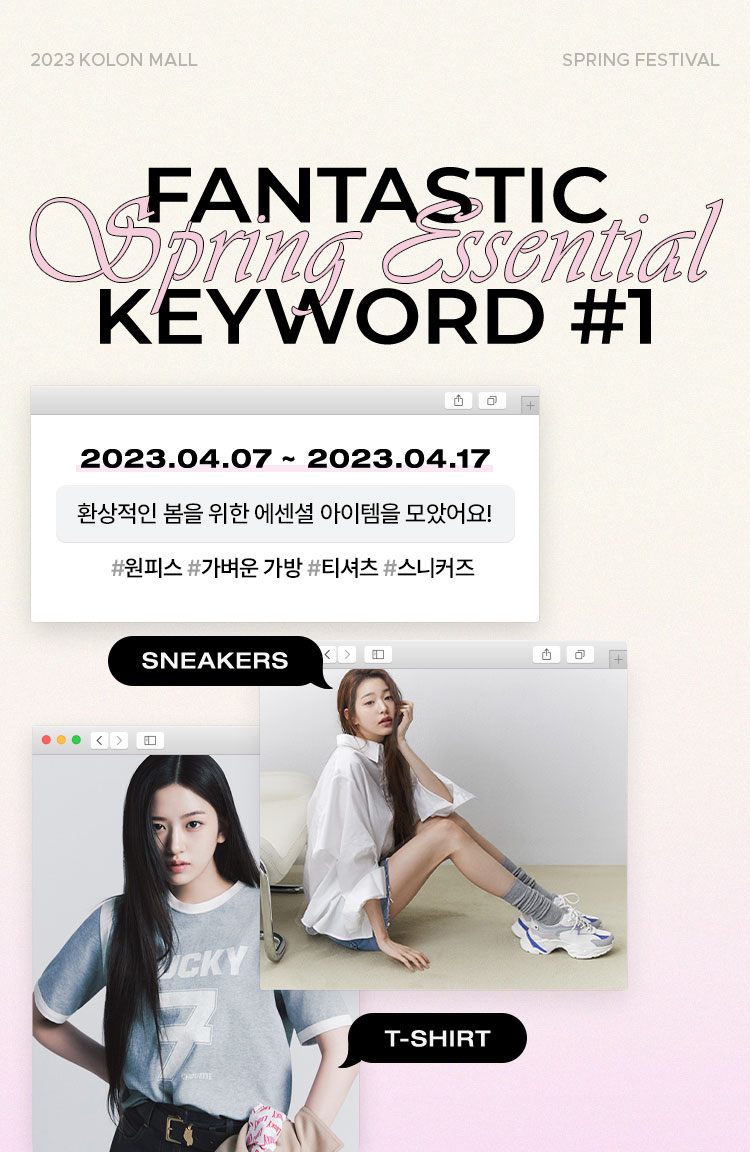 2023 KOLON MALL
SPRING FESTIVAL
FANTASTIC
Spring Essential
KEYWORD #1
2023.04.07 ~ 2023.04.17
환상적인 봄을 위한 에센셜 아이템을 모았어요!
#원피스 #가벼운 가방 #티셔츠 #스니커즈
SNEAKERS
LUCKY
7
T-SHIRT